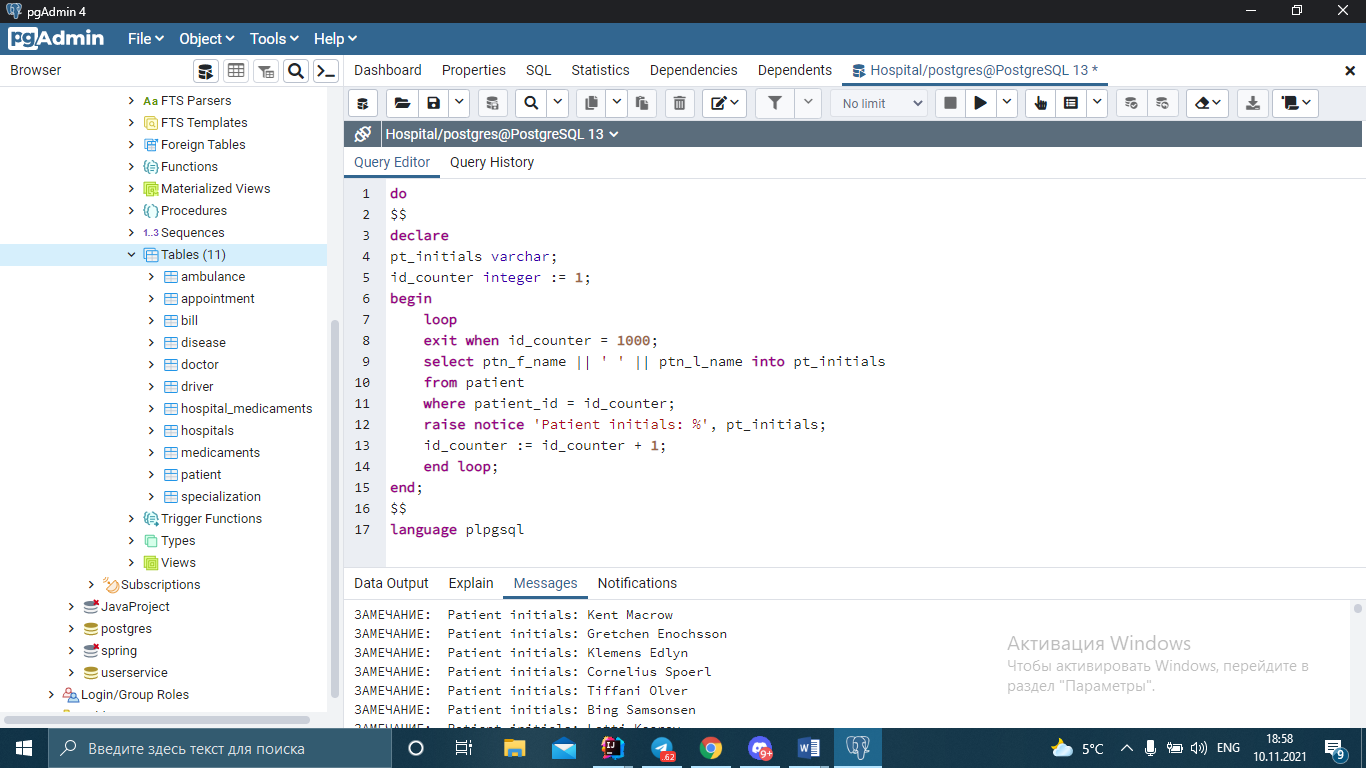 pgAdmin 4
pgAdmin File Object Tools Help
Browser
Dashboard Properties SQL Statistics Dependencies Dependents Hospital/postgres@PostgreSQL 13 *
No limit
Hospital/postgres@PostgreSQL 13
Query Editor Query History
FTS Parsers
FTS Templates
Foreign Tables
Functions
Materialized Views
Procedures
1..3 Sequences
Tables (11)
ambulance
appointment
bill
disease
doctor
driver
hospital_medicaments
hospitals
medicaments
patient
specialization
Trigger Functions
Types
Views
Subscriptions
JavaProject
postgres
spring
userservice
Login/Group Roles
1 do
2 $$
3 declare
4 pt_initials varchar;
5 id_counter integer := 1;
6 begin
7 loop
8 exit when id_counter = 1000;
9 select ptn_f_name || ' ' || ptn_l_name into pt_initials
10 from patient
11 where patient_id = id_counter;
12 raise notice 'Patient initials: %', pt_initials;
13 id_counter := id_counter + 1;
14 end loop;
15 end;
16 $$
17 language plpgsql
Data Output Explain Messages Notifications
ЗАМЕЧАНИЕ: Patient initials: Kent Macrow
ЗАМЕЧАНИЕ: Patient initials: Gretchen Enochsson
ЗАМЕЧАНИЕ: Patient initials: Klemens Edlyn
ЗАМЕЧАНИЕ: Patient initials: Cornelius Spoerl
ЗАМЕЧАНИЕ: Patient initials: Tiffani Olver
ЗАМЕЧАНИЕ: Patient initials: Bing Samsonsen
ЗАМЕЧАНИЕ: Patient initials:
Активация Windows
Чтобы активировать Windows, перейдите в
раздел "Параметры".
Введите здесь текст для поиска
.62
9+
5°C
ENG
18:58
10.11.2021
9